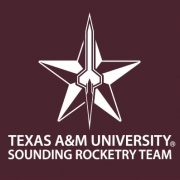 TEXAS A&M UNIVERSITY®
SOUNDING ROCKETRY TEAM